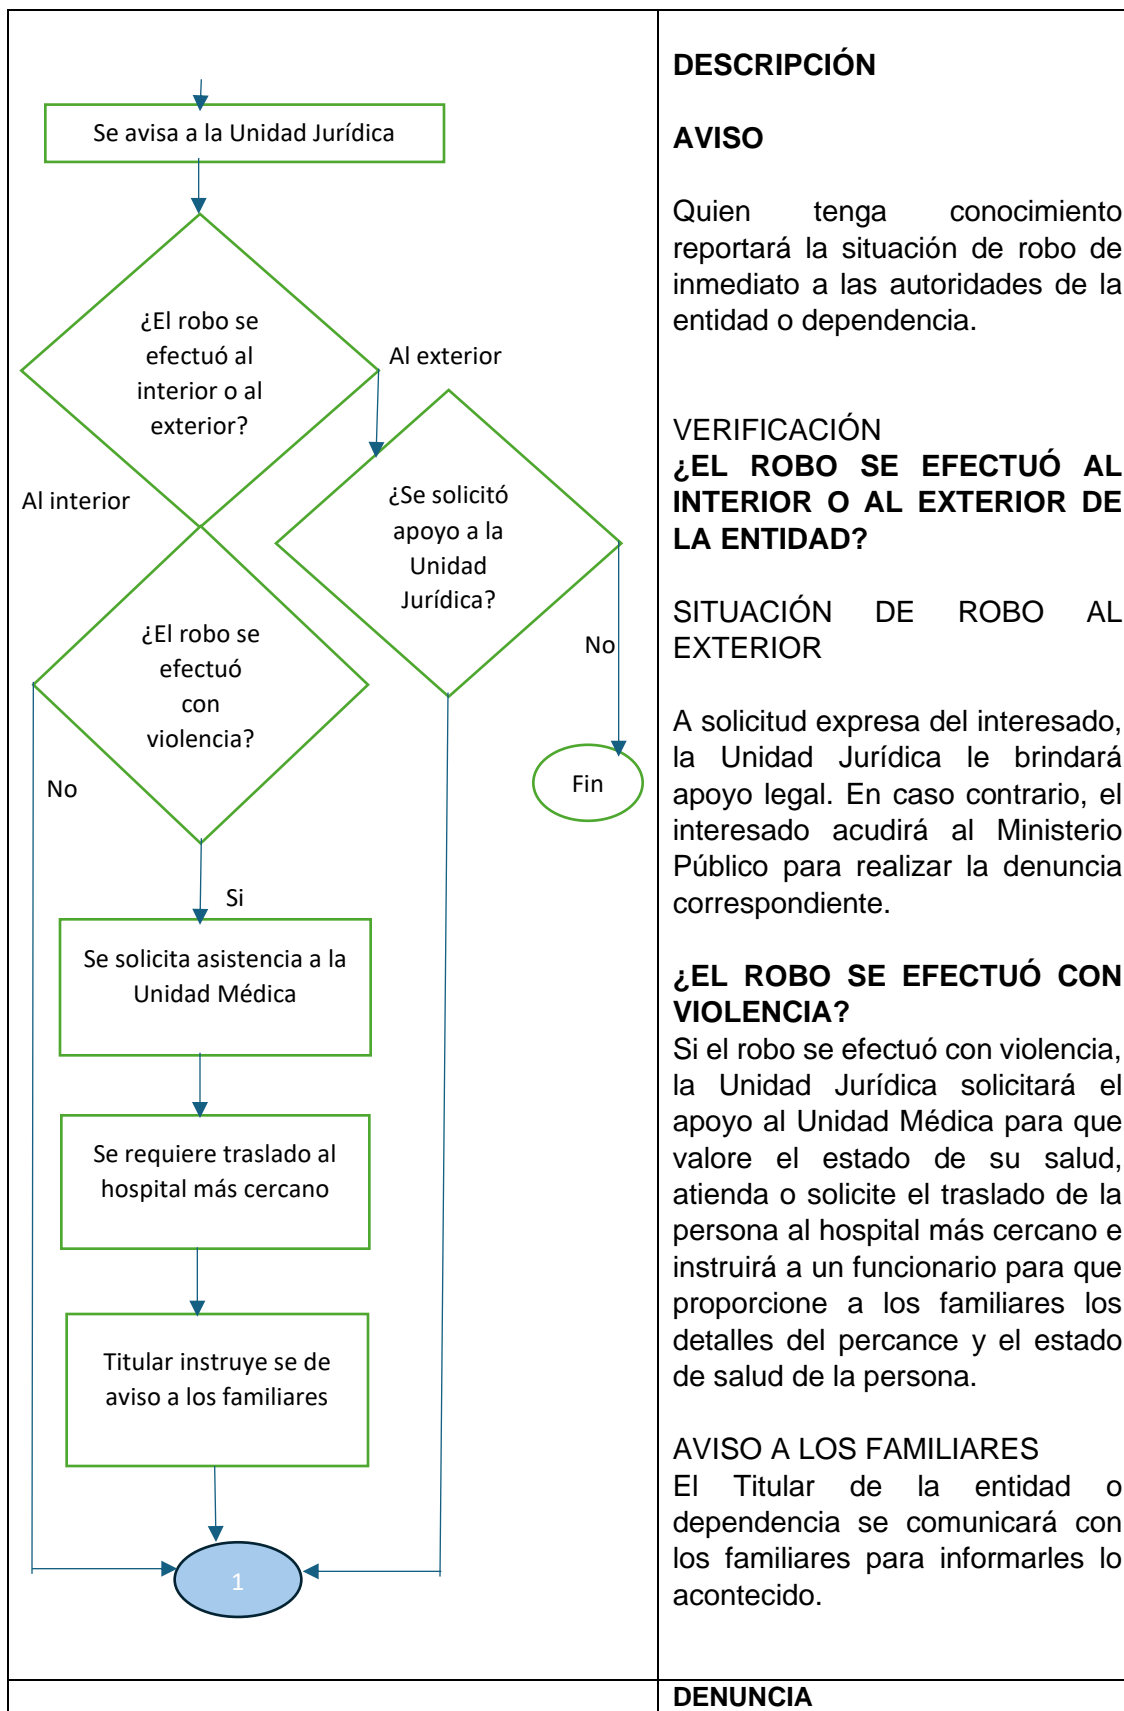 Se avisa a la Unidad Jurídica
¿El robo se
efectuó al
interior o al
exterior?
Al exterior
Al interior
¿Se solicitó
apoyo a la
Unidad
Jurídica?
No
Fin
¿El robo se
efectuó
con
violencia?
No
Si
Se solicita asistencia a la
Unidad Médica
Se requiere traslado al
hospital más cercano
Titular instruye se de
aviso a los familiares
1
DESCRIPCIÓN
AVISO
Quien tenga conocimiento
reportará la situación de robo de
inmediato a las autoridades de la
entidad o dependencia.
VERIFICACIÓN
¿EL ROBO SE EFECTUÓ AL
INTERIOR O AL EXTERIOR DE
LA ENTIDAD?
SITUACIÓN DE ROBO AL
EXTERIOR
A solicitud expresa del interesado,
la Unidad Jurídica le brindará
apoyo legal. En caso contrario, el
interesado acudirá al Ministerio
Público para realizar la denuncia
correspondiente.
¿EL ROBO SE EFECTUÓ CON
VIOLENCIA?
Si el robo se efectuó con violencia,
la Unidad Jurídica solicitará el
apoyo al Unidad Médica para que
valore el estado de su salud,
atienda o solicite el traslado de la
persona al hospital más cercano e
instruirá a un funcionario para que
proporcione a los familiares los
detalles del percance y el estado
de salud de la persona.
AVISO A LOS FAMILIARES
El Titular de la entidad o
dependencia se comunicará con
los familiares para informarles lo
acontecido.
DENUNCIA